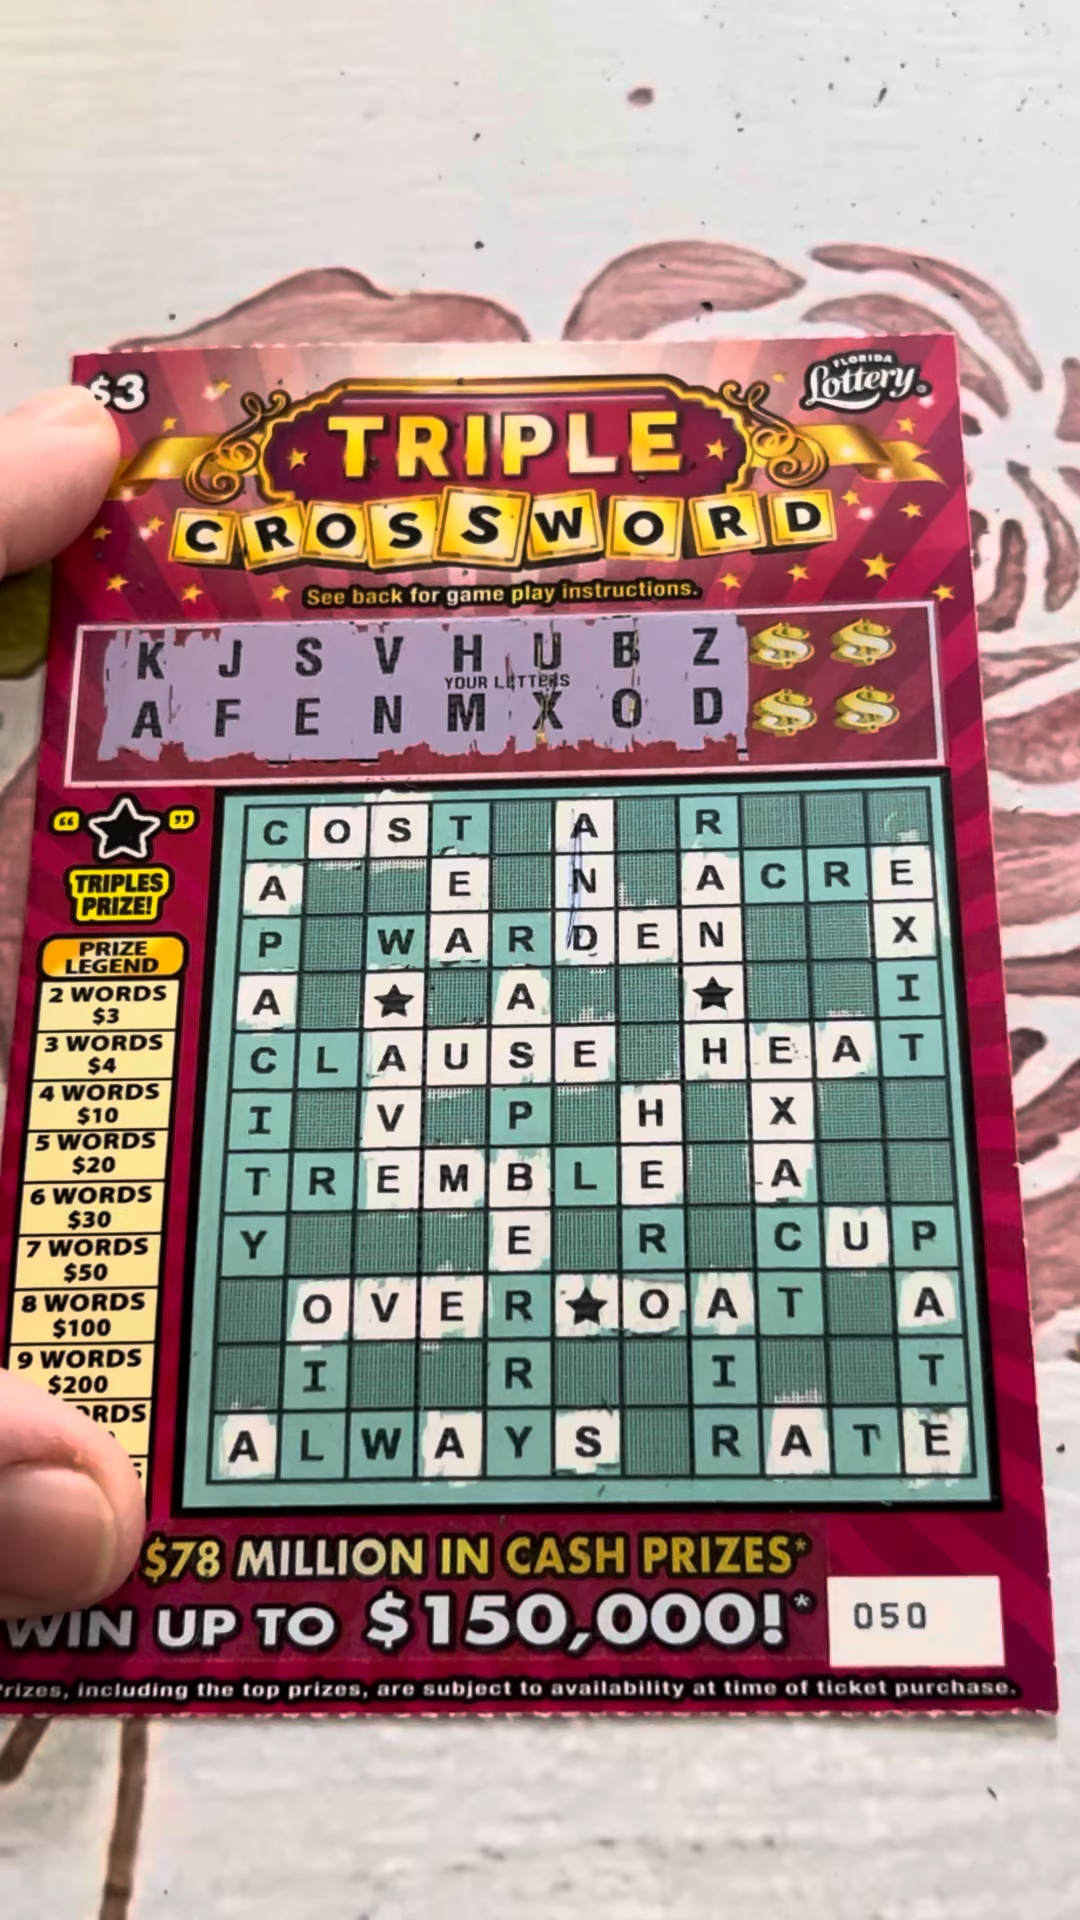 $3
FLORIDA
Lottery®
TRIPLE
CROSSWORD
See back for game play instructions.
K J S V H U B Z $ $
YOUR LETTERS
A F E N M X O D $ $
“★”
TRIPLES
PRIZE!
PRIZE
LEGEND
2 WORDS
$3
3 WORDS
$4
4 WORDS
$10
5 WORDS
$20
6 WORDS
$30
7 WORDS
$50
8 WORDS
$100
9 WORDS
$200
C O S T A R
A E N A C R E
P W A R D E N X
A ★ A ★ I
C L A U S E H E A T
I V P H X
T R E M B L E A
Y E R C U P
O V E R ★ O A T A
I R I T
A L W A Y S R A T E
$78 MILLION IN CASH PRIZES*
WIN UP TO $150,000!*
050
Prizes, including the top prizes, are subject to availability at time of ticket purchase.